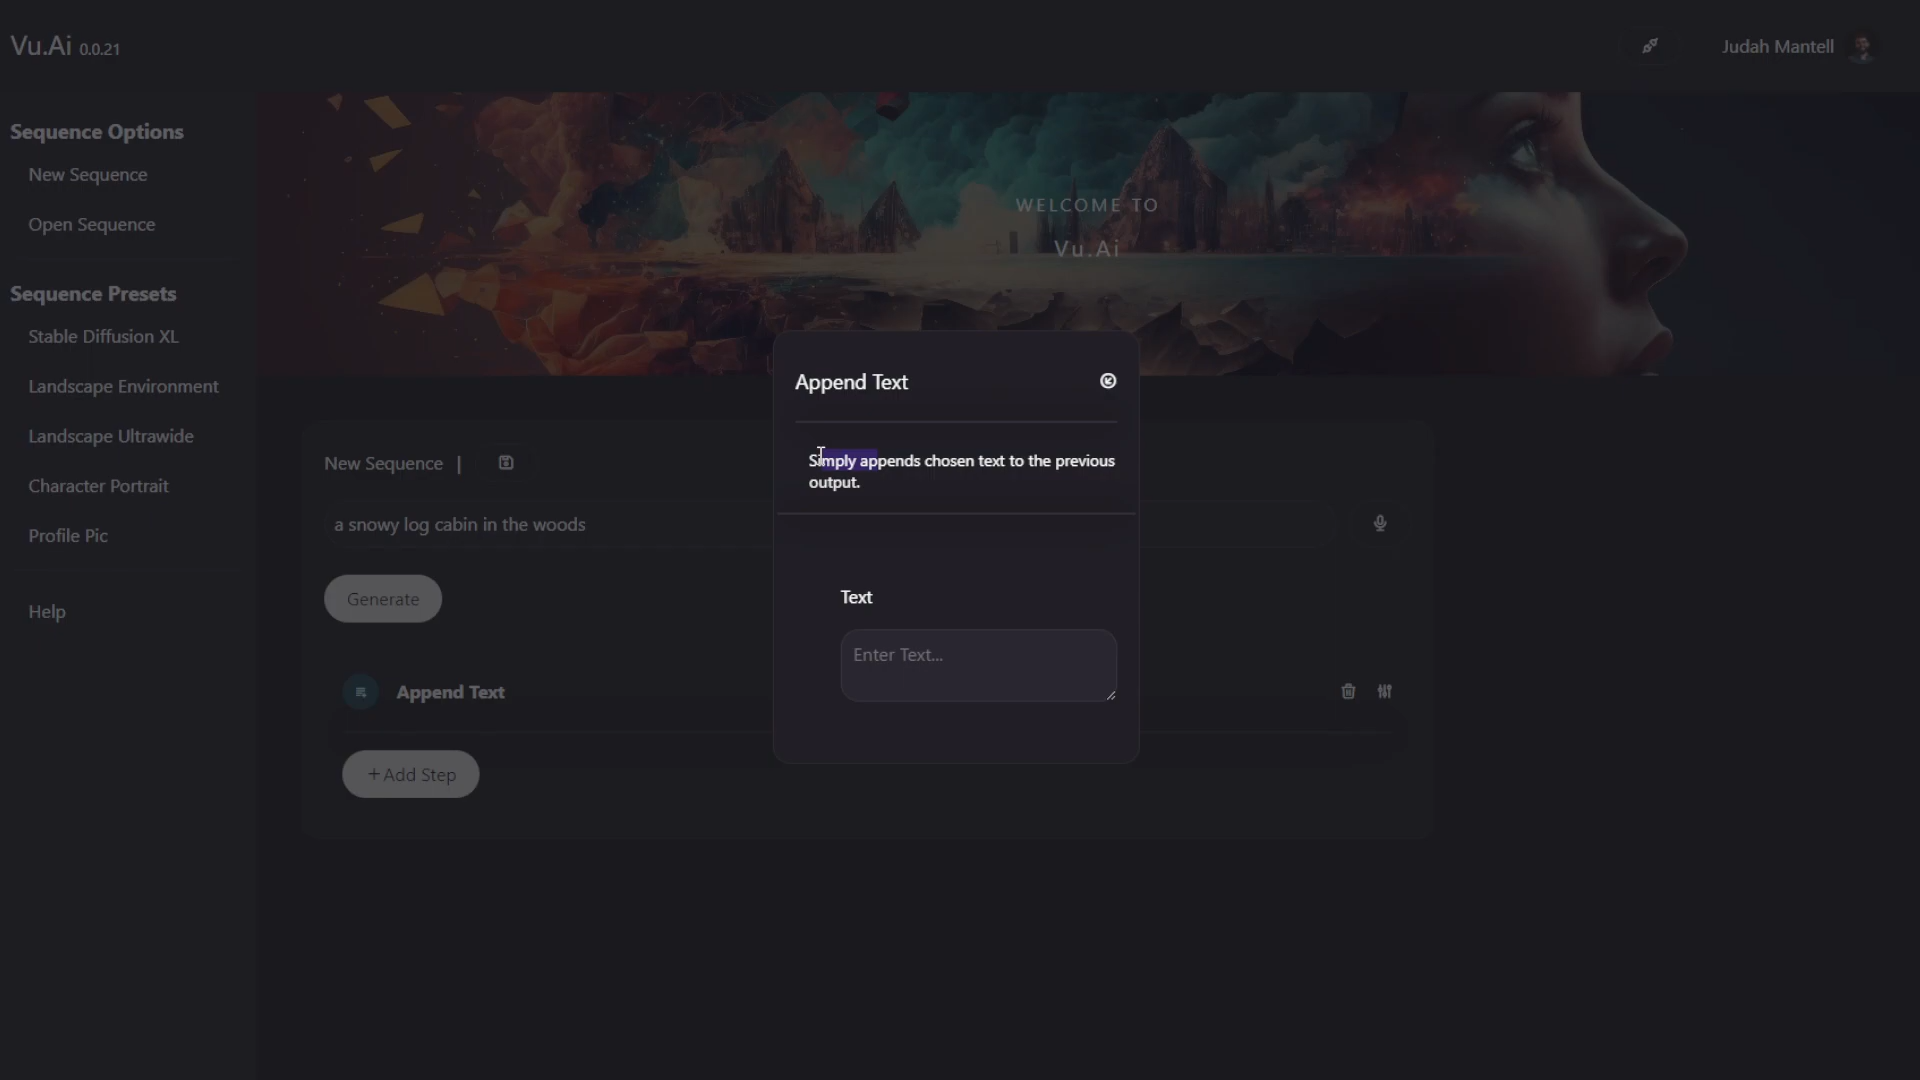 Vu.Ai 0.0.21
Judah Mantell
Sequence Options
New Sequence
Open Sequence
Sequence Presets
Stable Diffusion XL
Landscape Environment
Landscape Ultrawide
Character Portrait
Profile Pic
Help
WELCOME TO
Vu.Ai
New Sequence |
a snowy log cabin in the woods
Generate
Append Text
+ Add Step
Append Text
Simply appends chosen text to the previous
output.
Text
Enter Text...